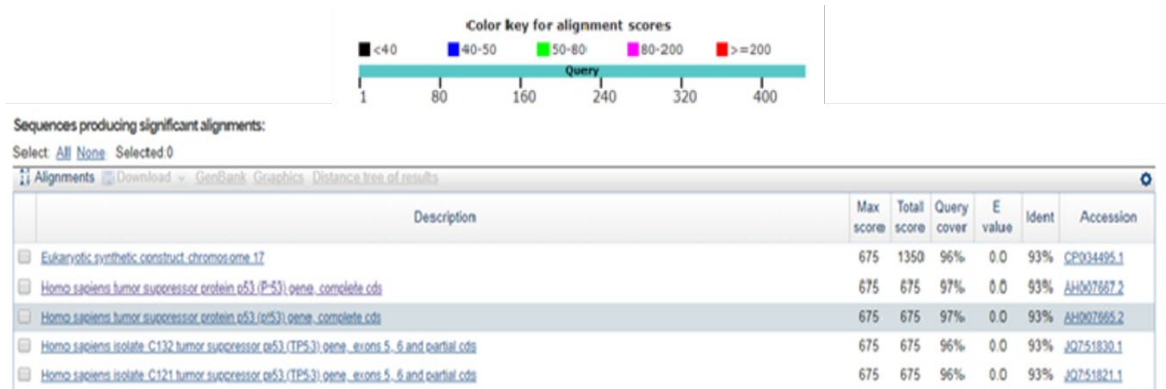 Color key for alignment scores
<40 40-50 50-80 80-200 >=200
Query
1 80 160 240 320 400
Sequences producing significant alignments:
Select: All None Selected:0
Alignments Download GenBank Graphics Distance tree of results
Description Max score Total score Query cover E value Ident Accession
Eukaryotic synthetic construct chromosome 17 675 1350 96% 0.0 93% CP034495.1
Homo sapiens tumor suppressor protein p53 (P-53) gene, complete cds 675 675 97% 0.0 93% AH007667.2
Homo sapiens tumor suppressor protein p53 (p53) gene, complete cds 675 675 97% 0.0 93% AH007665.2
Homo sapiens isolate C132 tumor suppressor p53 (TP53) gene, exons 5, 6 and partial cds 675 675 96% 0.0 93% JQ751830.1
Homo sapiens isolate C121 tumor suppressor p53 (TP53) gene, exons 5, 6 and partial cds 675 675 96% 0.0 93% JQ751821.1